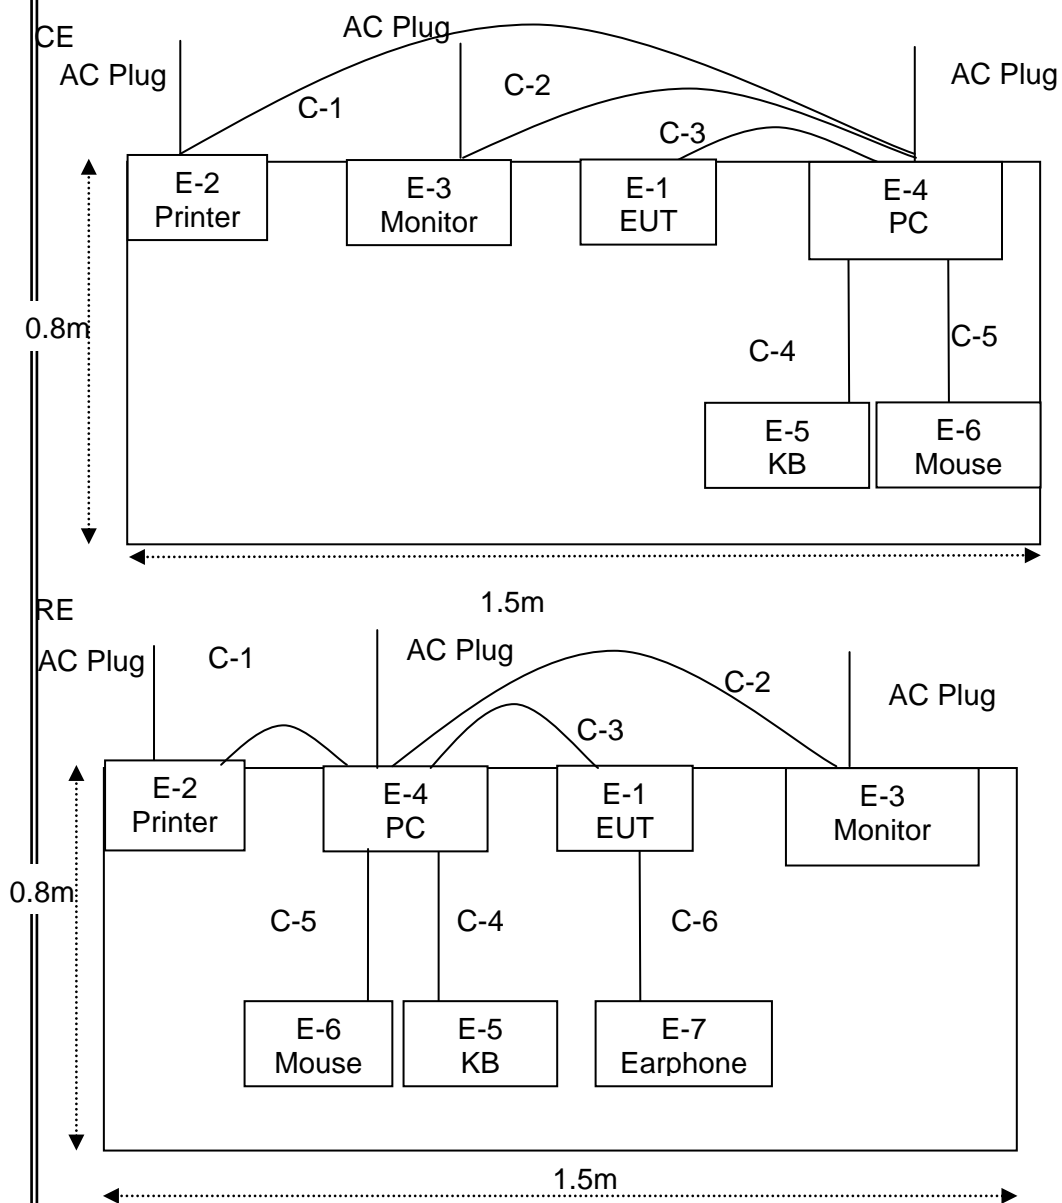 CE
AC Plug
AC Plug
AC Plug
C-1
C-2
C-3
E-2
Printer
E-3
Monitor
E-1
EUT
E-4
PC
0.8m
C-4
C-5
E-5
KB
E-6
Mouse
1.5m
RE
AC Plug
C-1
AC Plug
C-2
AC Plug
C-3
E-2
Printer
E-4
PC
E-1
EUT
E-3
Monitor
0.8m
C-5
C-4
C-6
E-6
Mouse
E-5
KB
E-7
Earphone
1.5m